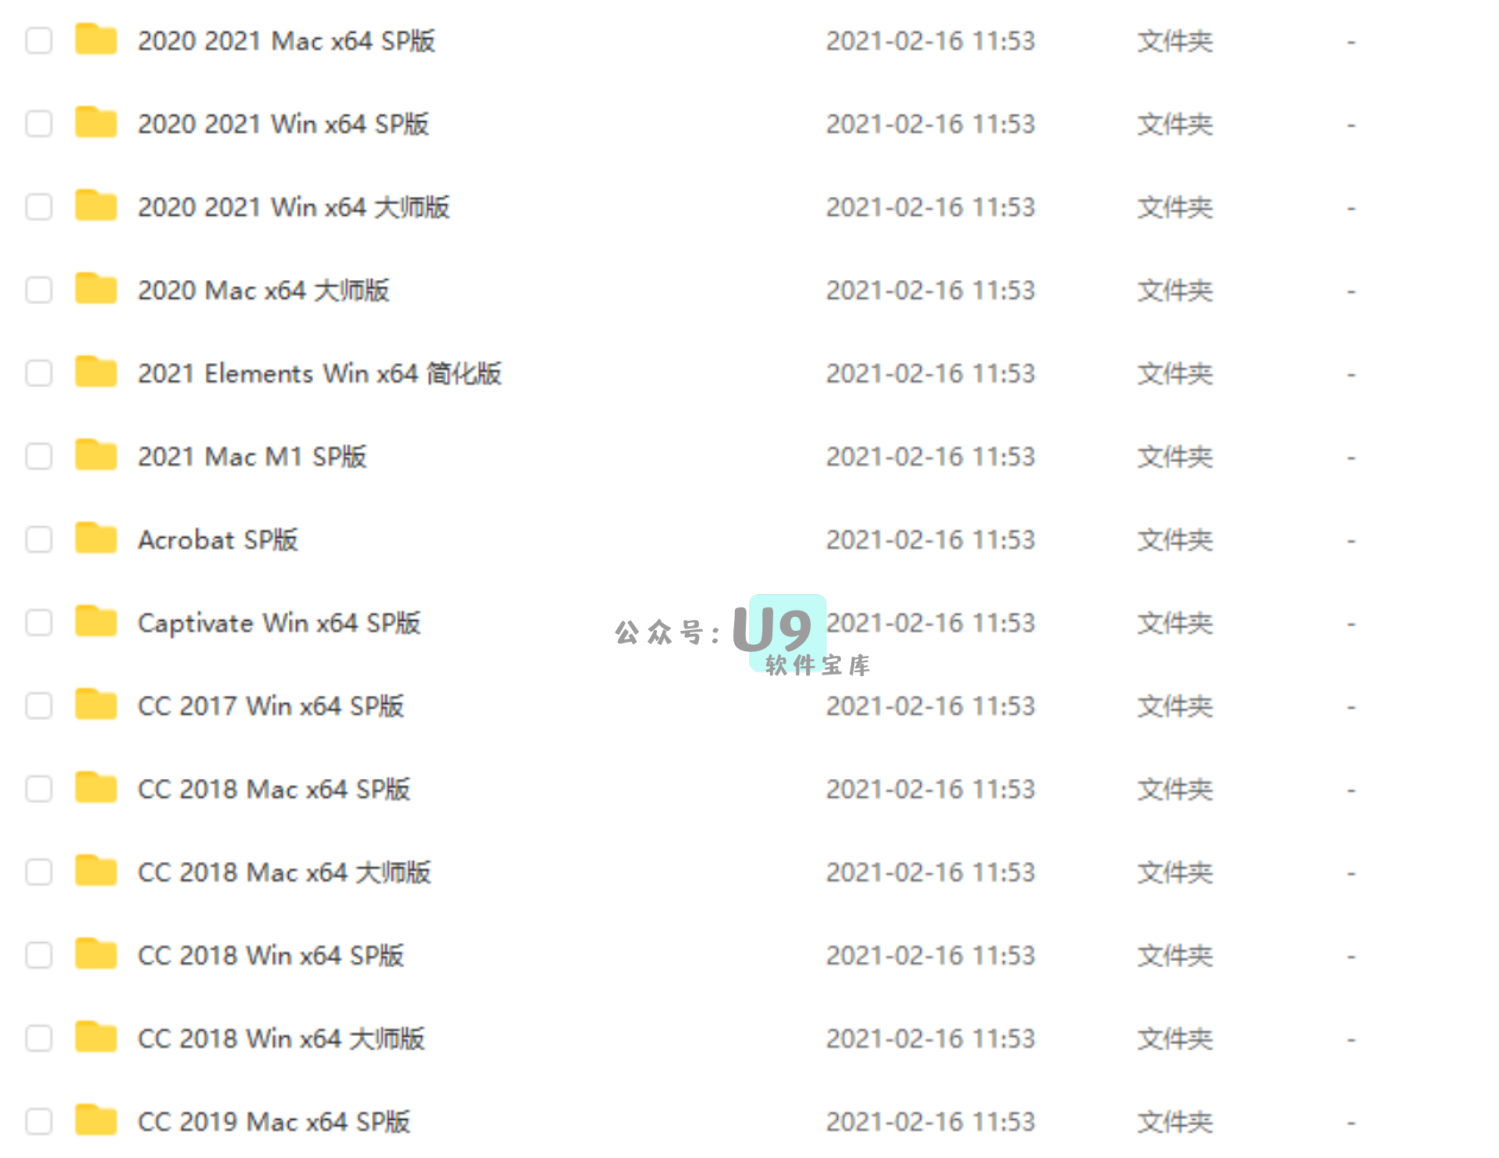 2020 2021 Mac x64 SP版 2021-02-16 11:53 文件夹 -
2020 2021 Win x64 SP版 2021-02-16 11:53 文件夹 -
2020 2021 Win x64 大师版 2021-02-16 11:53 文件夹 -
2020 Mac x64 大师版 2021-02-16 11:53 文件夹 -
2021 Elements Win x64 简化版 2021-02-16 11:53 文件夹 -
2021 Mac M1 SP版 2021-02-16 11:53 文件夹 -
Acrobat SP版 2021-02-16 11:53 文件夹 -
Captivate Win x64 SP版 2021-02-16 11:53 文件夹 -
公众号: U9
软件宝库
CC 2017 Win x64 SP版 2021-02-16 11:53 文件夹 -
CC 2018 Mac x64 SP版 2021-02-16 11:53 文件夹 -
CC 2018 Mac x64 大师版 2021-02-16 11:53 文件夹 -
CC 2018 Win x64 SP版 2021-02-16 11:53 文件夹 -
CC 2018 Win x64 大师版 2021-02-16 11:53 文件夹 -
CC 2019 Mac x64 SP版 2021-02-16 11:53 文件夹 -